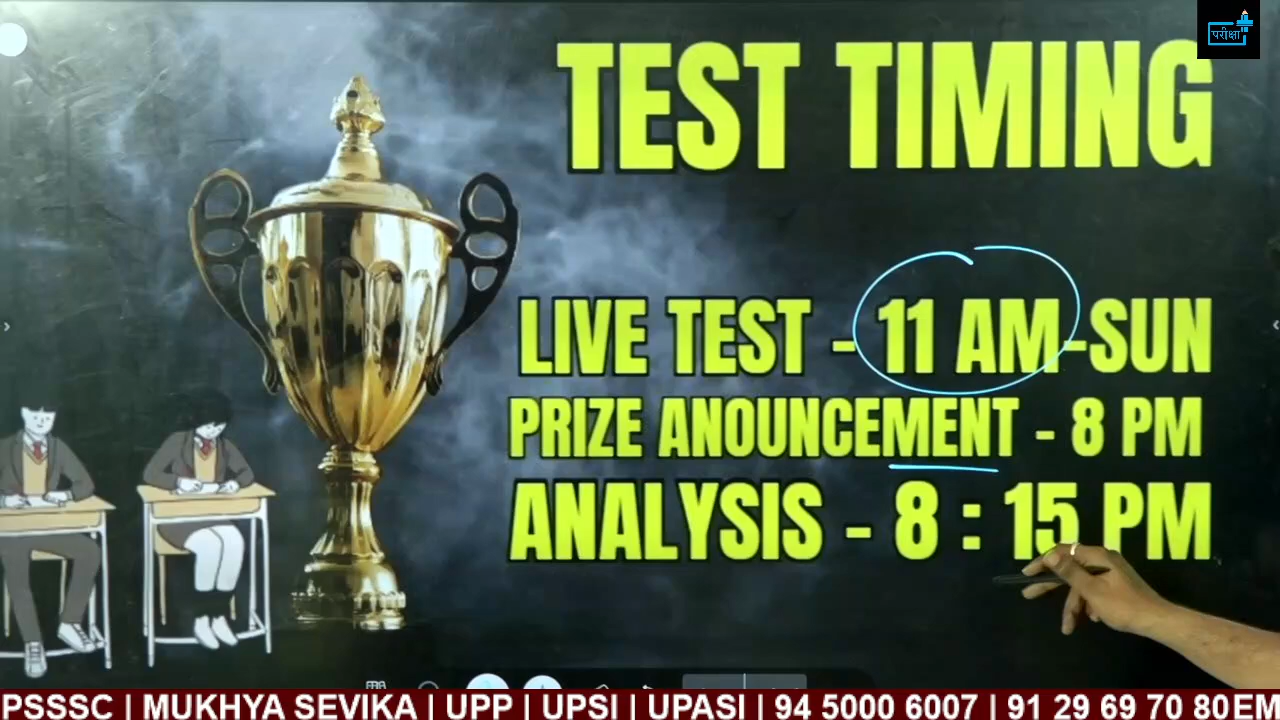 परीक्षा
TEST TIMING
LIVE TEST - 11 AM-SUN
PRIZE ANOUNCEMENT - 8 PM
ANALYSIS - 8 : 15 PM
PSSSC | MUKHYA SEVIKA | UPP | UPSI | UPASI | 94 5000 6007 | 91 29 69 70 80EM